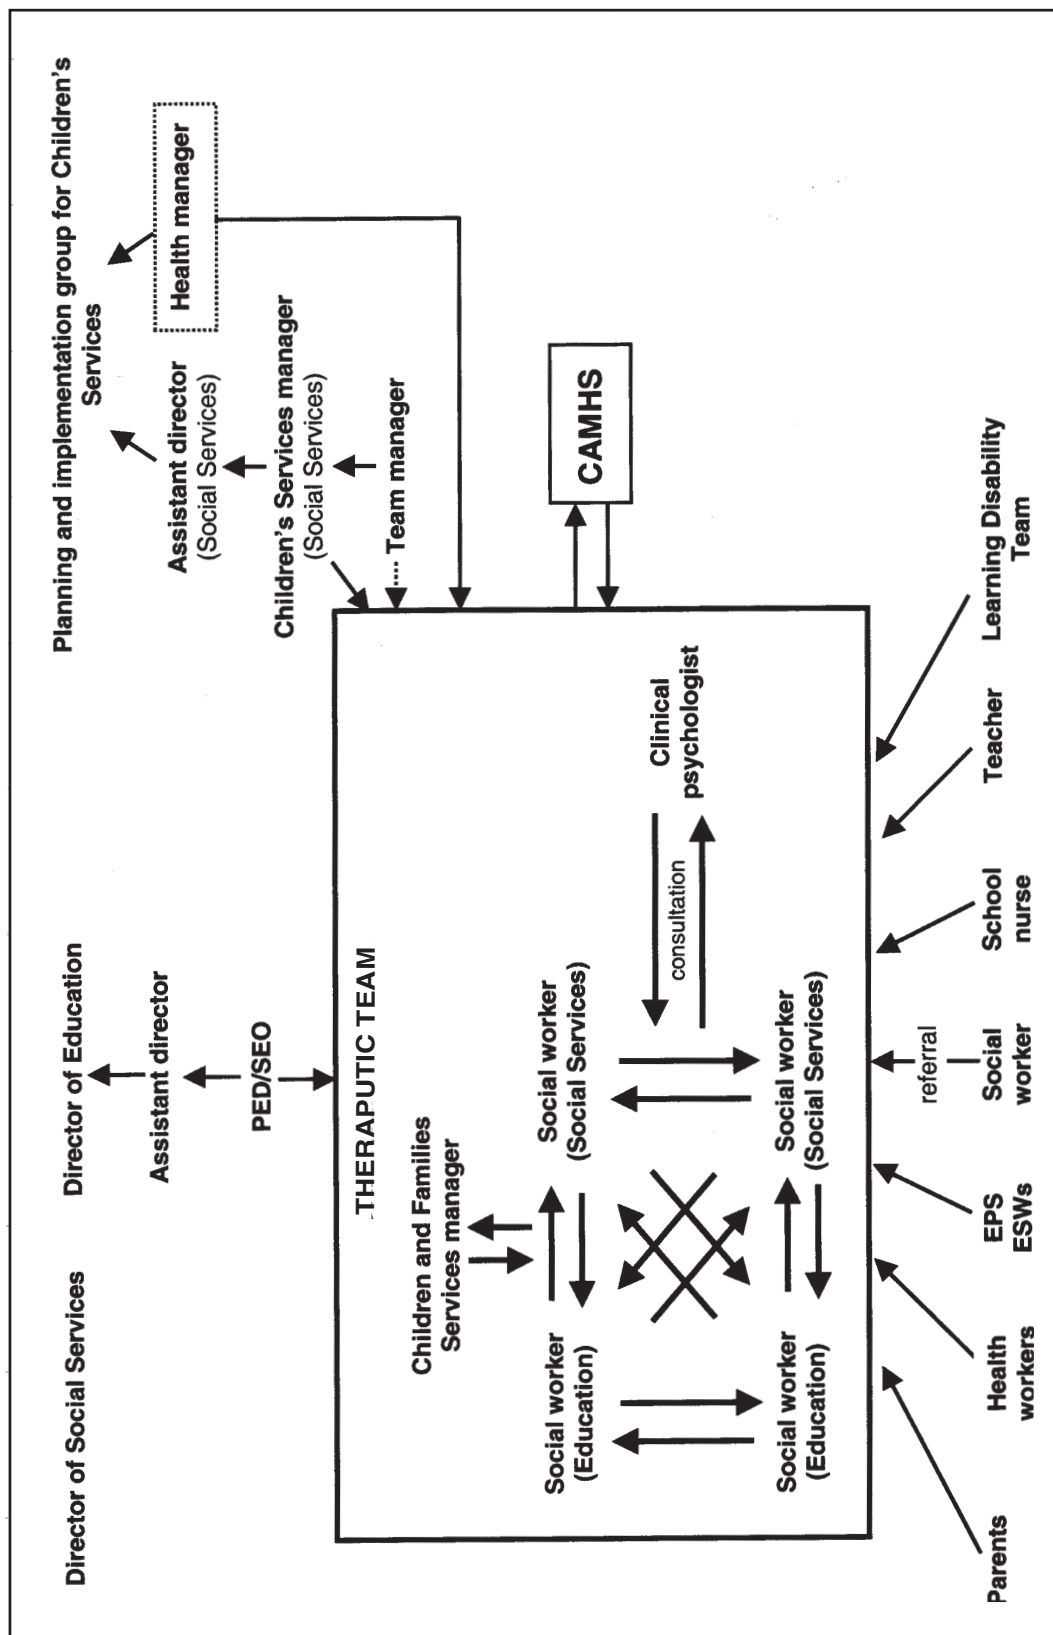 Director of Social Services
Director of Education
Planning and implementation group for Children's
Services
Assistant director
PED/SEO
Assistant director
(Social Services)
Health manager
Children's Services manager
(Social Services)
Team manager
THERAPUTIC TEAM
Children and Families
Services manager
Social worker
(Education)
Social worker
(Social Services)
consultation
Clinical
psychologist
CAMHS
Social worker
(Education)
Social worker
(Social Services)
referral
Parents
Health
workers
EPS
ESWs
Social
worker
School
nurse
Teacher
Learning Disability
Team